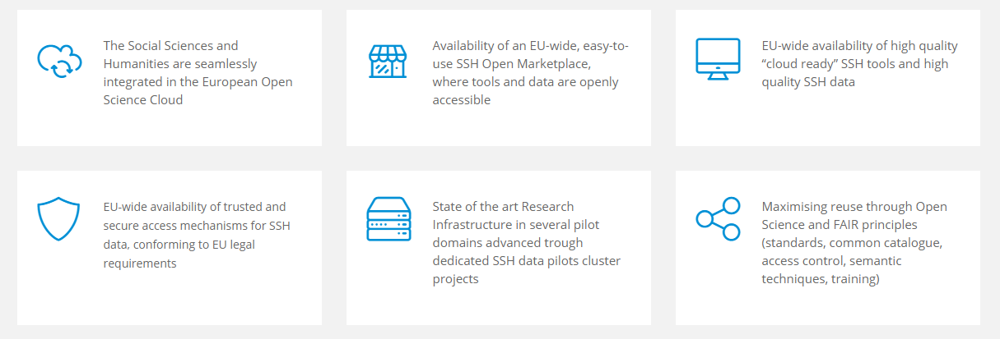 The Social Sciences and
Humanities are seamlessly
integrated in the European Open
Science Cloud
Availability of an EU-wide, easy-to-
use SSH Open Marketplace,
where tools and data are openly
accessible
EU-wide availability of high quality
“cloud ready” SSH tools and high
quality SSH data
EU-wide availability of trusted and
secure access mechanisms for SSH
data, conforming to EU legal
requirements
State of the art Research
Infrastructure in several pilot
domains advanced trough
dedicated SSH data pilots cluster
projects
Maximising reuse through Open
Science and FAIR principles
(standards, common catalogue,
access control, semantic
techniques, training)